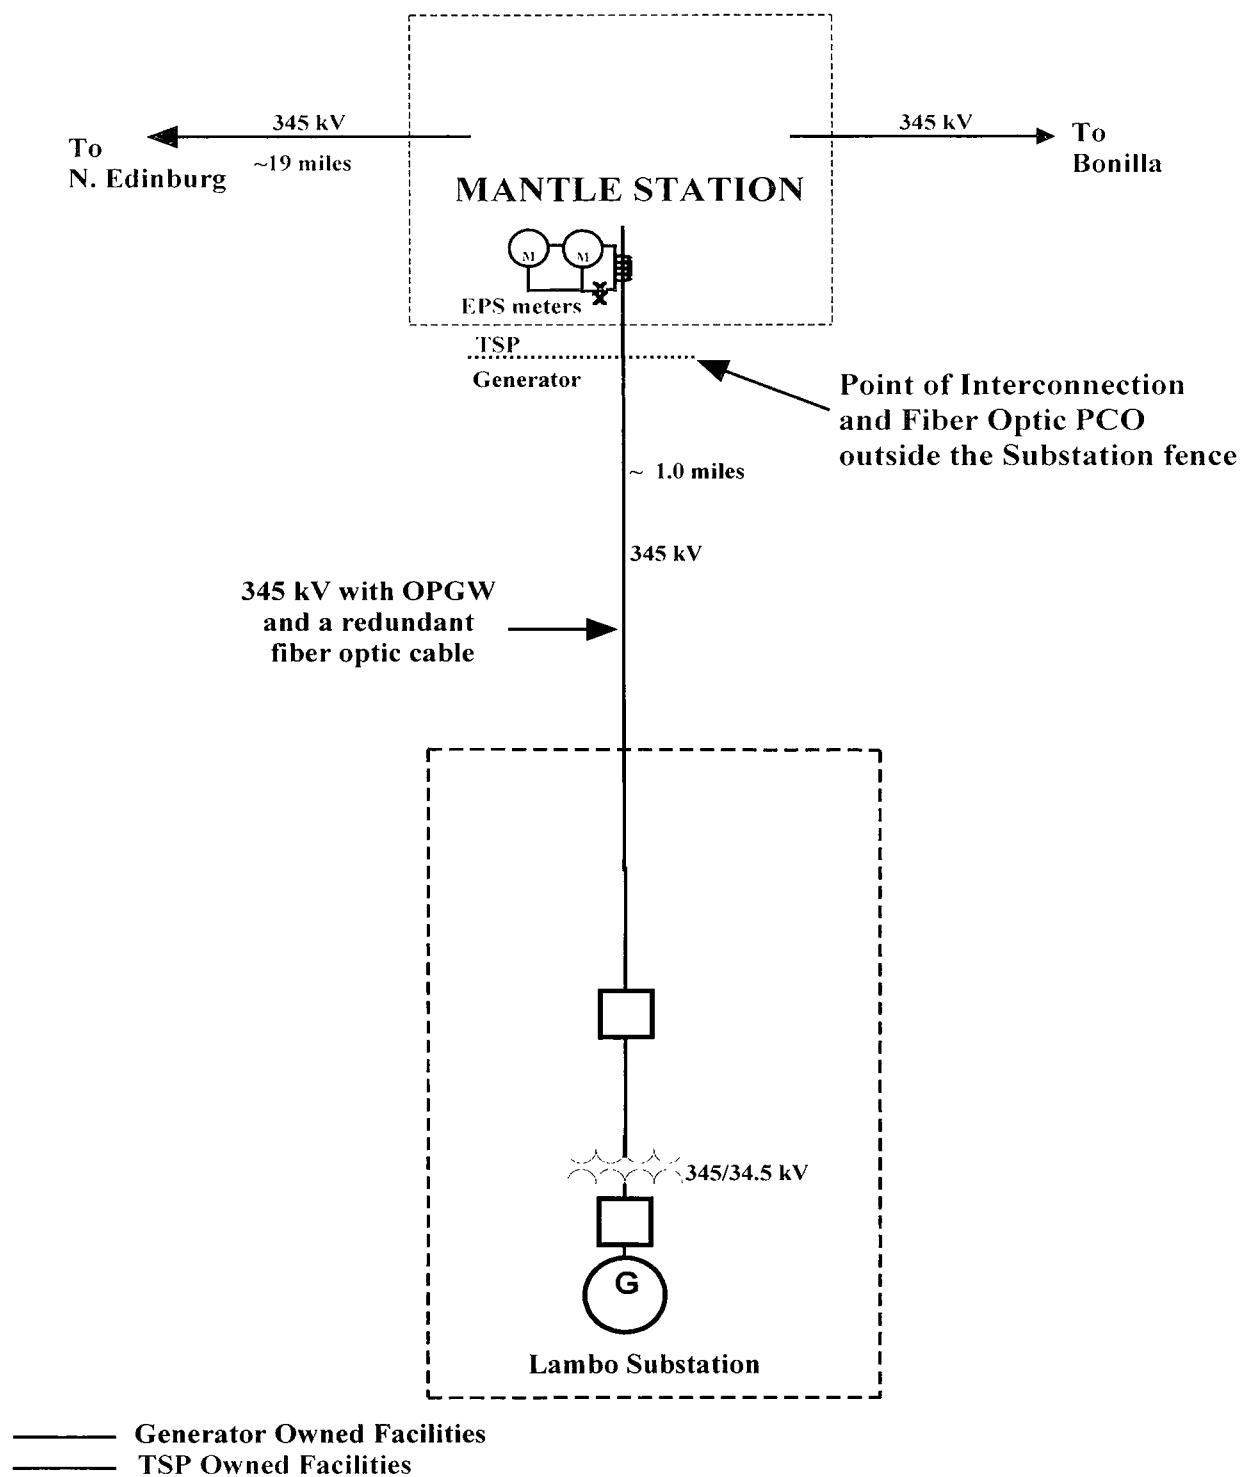 345 kV
345 kV
To
N. Edinburg
~19 miles
To
Bonilla
MANTLE STATION
M
M
EPS meters
TSP
Generator
Point of Interconnection
and Fiber Optic PCO
outside the Substation fence
~ 1.0 miles
345 kV
345 kV with OPGW
and a redundant
fiber optic cable
345/34.5 kV
G
Lambo Substation
Generator Owned Facilities
TSP Owned Facilities